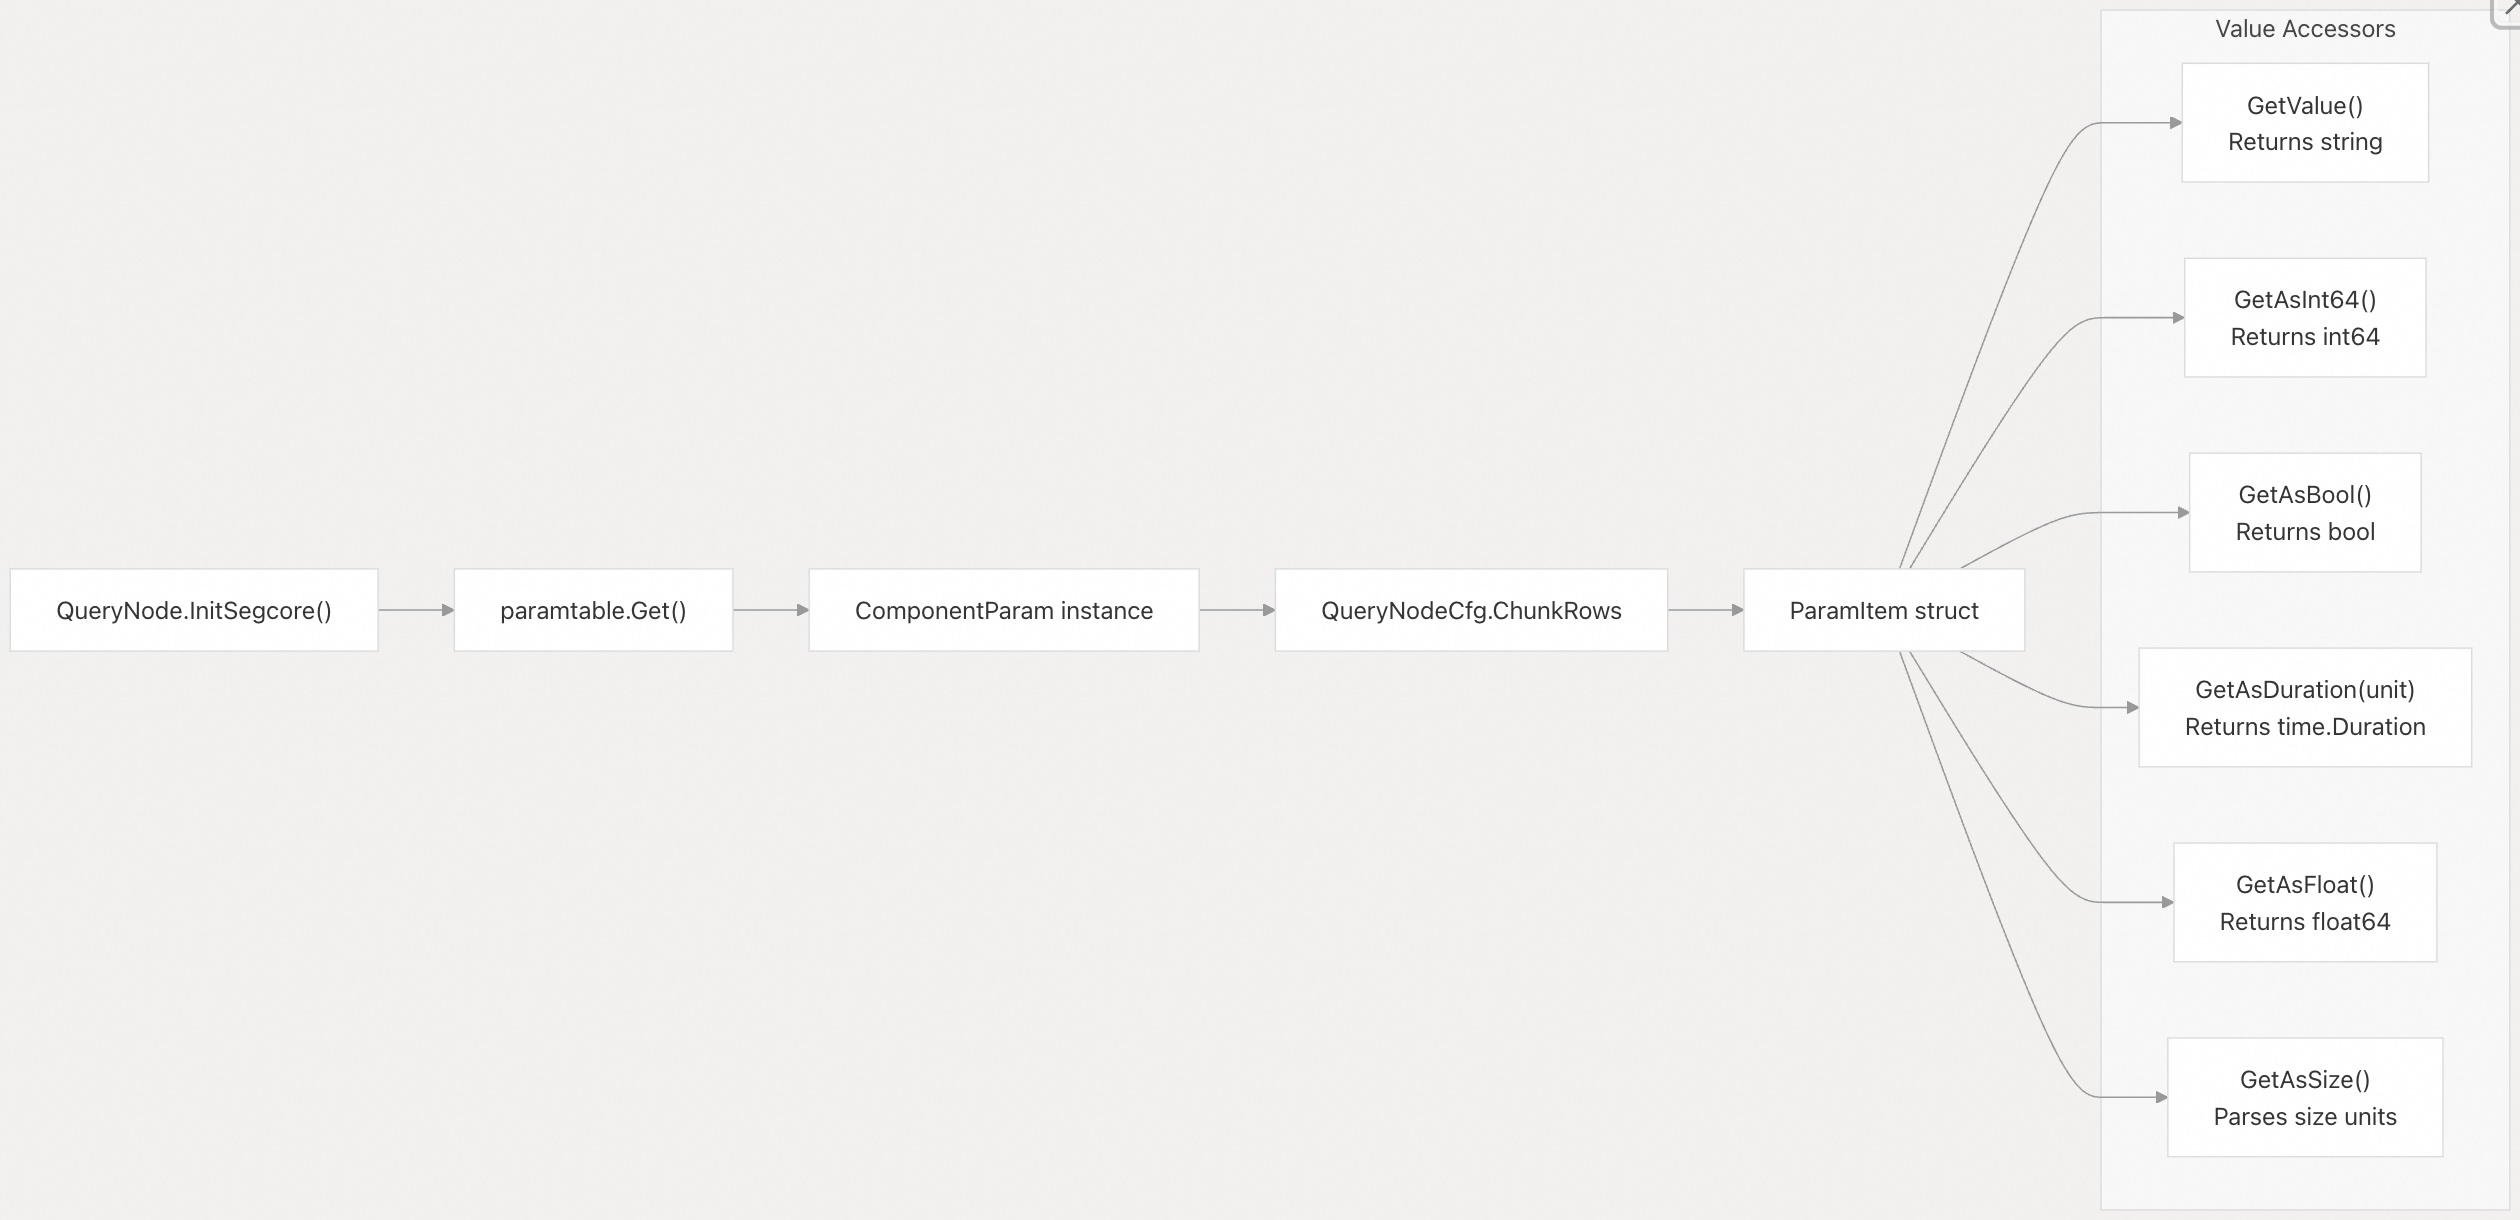 Value Accessors
GetValue()
Returns string
GetAsInt64()
Returns int64
GetAsBool()
Returns bool
QueryNode.InitSegcore()
paramtable.Get()
ComponentParam instance
QueryNodeCfg.ChunkRows
ParamItem struct
GetAsDuration(unit)
Returns time.Duration
GetAsFloat()
Returns float64
GetAsSize()
Parses size units